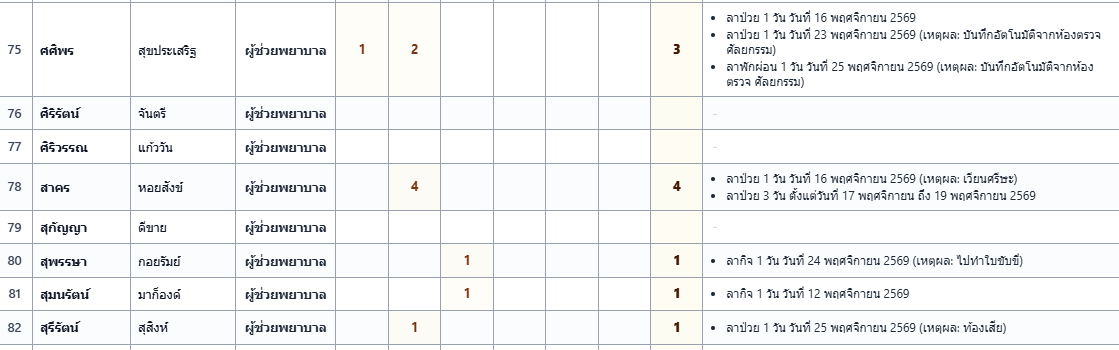 75 ศศิพร สุขประเสริฐ ผู้ช่วยพยาบาล 1 2 3
• ลาป่วย 1 วัน วันที่ 16 พฤศจิกายน 2569
• ลาป่วย 1 วัน วันที่ 23 พฤศจิกายน 2569 (เหตุผล: บันทึกอัตโนมัติจากห้องตรวจ
ศัลยกรรม)
• ลาพักผ่อน 1 วัน วันที่ 25 พฤศจิกายน 2569 (เหตุผล: บันทึกอัตโนมัติจากห้อง
ตรวจ ศัลยกรรม)
76 ศิริรัตน์ จันตรี ผู้ช่วยพยาบาล -
77 ศิริวรรณ แก้ววัน ผู้ช่วยพยาบาล -
78 สาคร หอยสังข์ ผู้ช่วยพยาบาล 4 4
• ลาป่วย 1 วัน วันที่ 16 พฤศจิกายน 2569 (เหตุผล: เวียนศรีษะ)
• ลาป่วย 3 วัน ตั้งแต่วันที่ 17 พฤศจิกายน ถึง 19 พฤศจิกายน 2569
79 สุกัญญา ดีขาย ผู้ช่วยพยาบาล -
80 สุพรรษา กอยรัมย์ ผู้ช่วยพยาบาล 1 1 • ลากิจ 1 วัน วันที่ 24 พฤศจิกายน 2569 (เหตุผล: ไปทำใบขับขี่)
81 สุมนรัตน์ มาก็องด์ ผู้ช่วยพยาบาล 1 1 • ลากิจ 1 วัน วันที่ 12 พฤศจิกายน 2569
82 สุรีรัตน์ สุสิงห์ ผู้ช่วยพยาบาล 1 1 • ลาป่วย 1 วัน วันที่ 25 พฤศจิกายน 2569 (เหตุผล: ท้องเสีย)